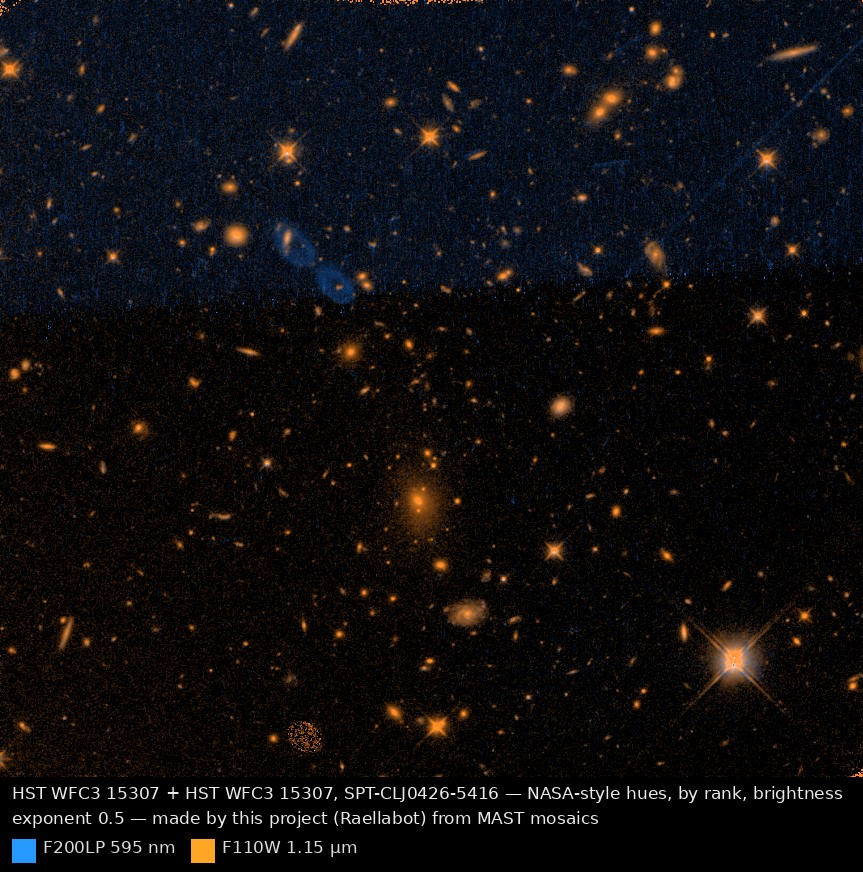 HST WFC3 15307 + HST WFC3 15307, SPT-CLJ0426-5416 — NASA-style hues, by rank, brightness
exponent 0.5 — made by this project (Raellabot) from MAST mosaics
F200LP 595 nm F110W 1.15 µm